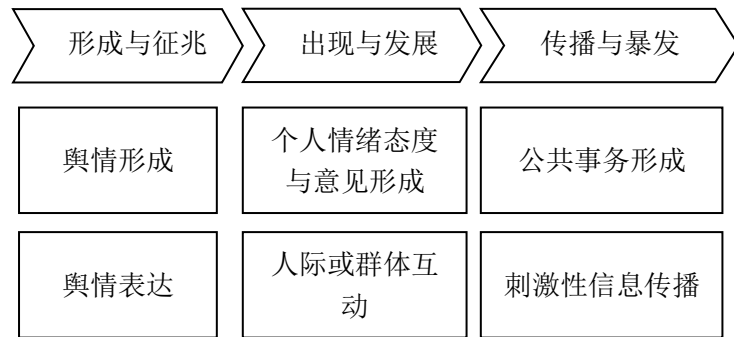 形成与征兆
出现与发展
传播与暴发
舆情形成
个人情绪态度
与意见形成
公共事务形成
舆情表达
人际或群体互
动
刺激性信息传播